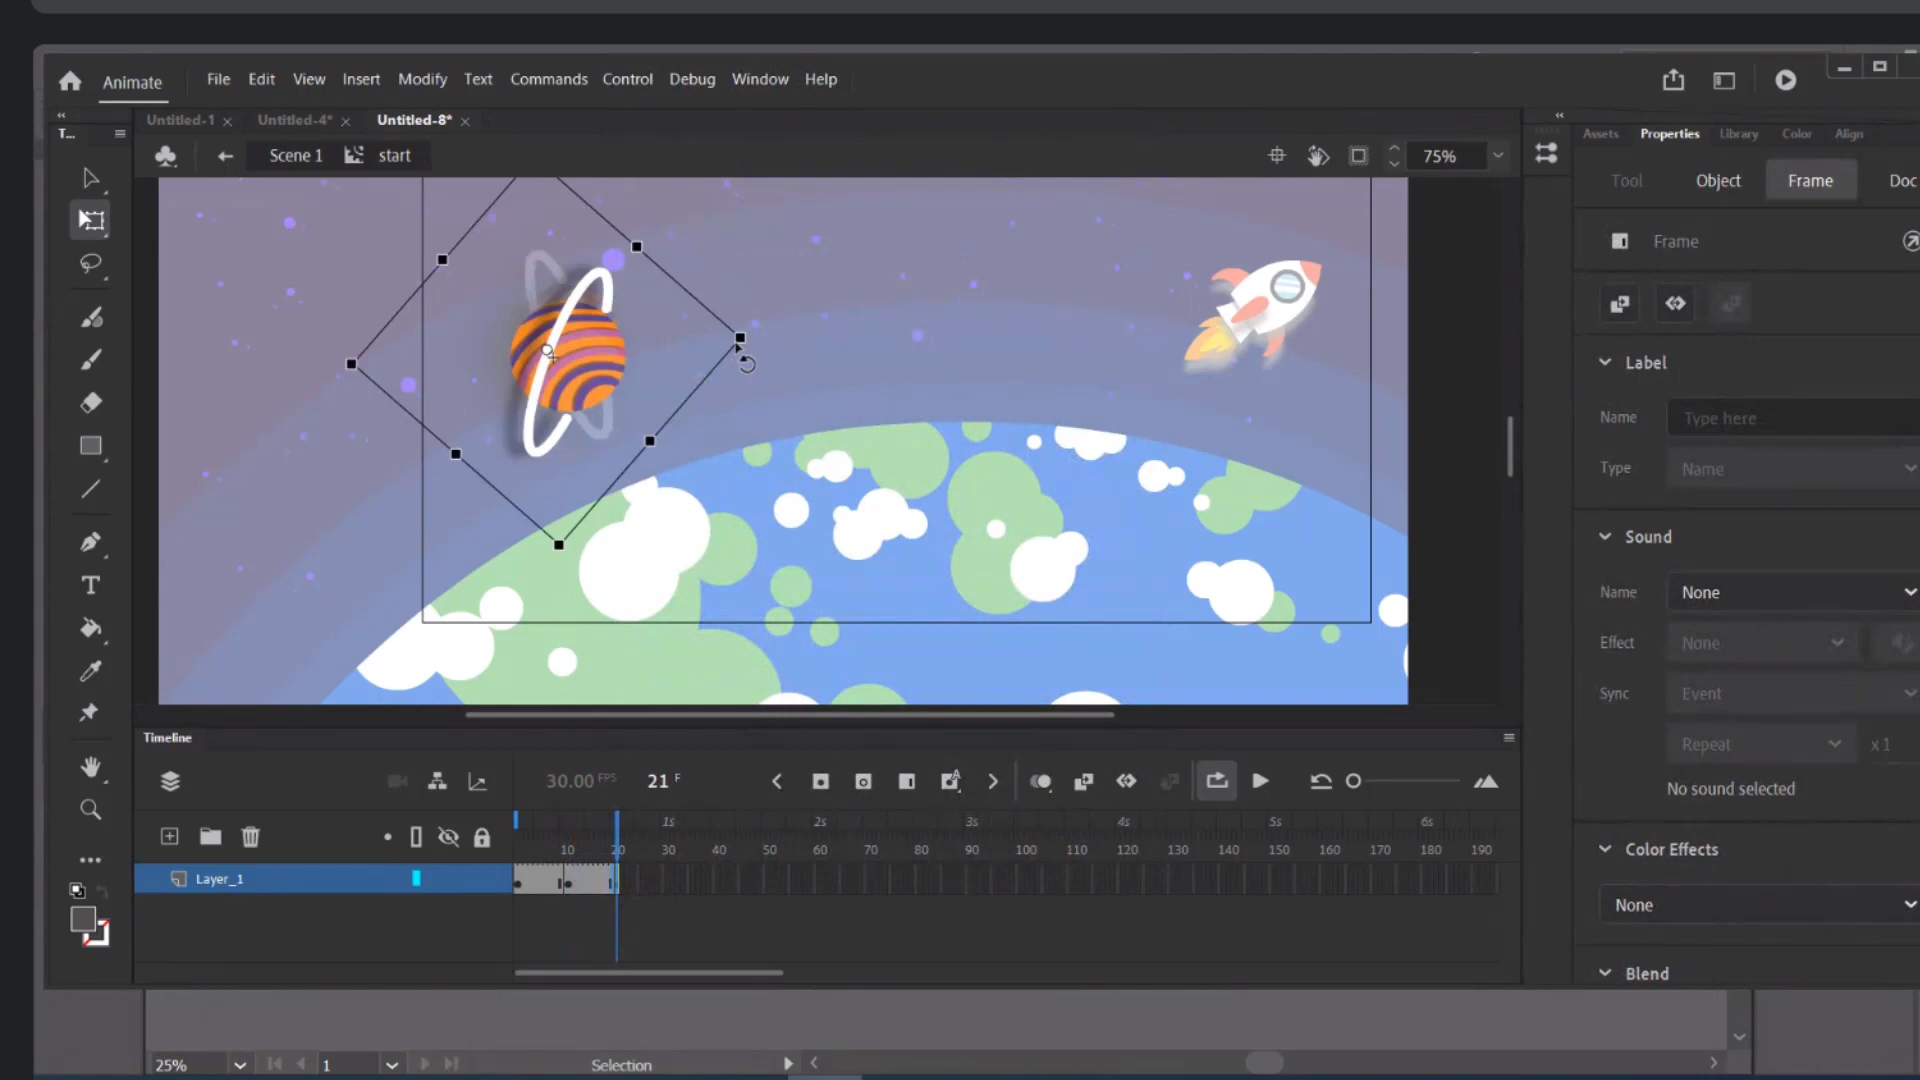 Animate File Edit View Insert Modify Text Commands Control Debug Window Help
Untitled-1 Untitled-4* Untitled-8*
T... Assets Properties Library Color Align
Scene 1 start 75%
Tool Object Frame Doc
Frame
Label
Name Type here
Type Name
Sound
Name None
Effect None
Sync Event
Repeat x 1
No sound selected
Timeline
30.00 FPS 21 F
1s 2s 3s 4s 5s 6s
10 20 30 40 50 60 70 80 90 100 110 120 130 140 150 160 170 180 190
Layer_1
Color Effects
None
Blend
25% 1 Selection